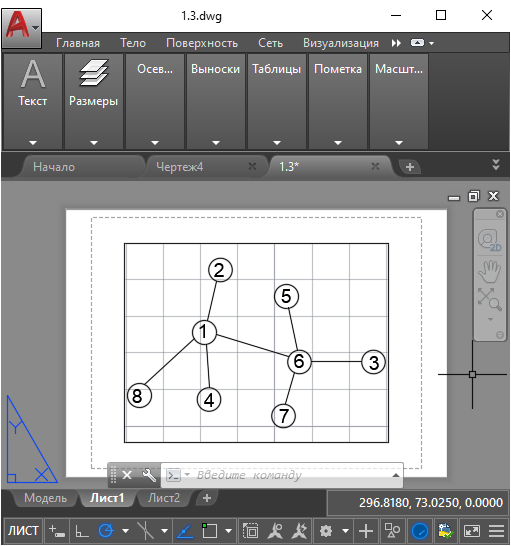 1.3.dwg
A
Главная Тело Поверхность Сеть Визуализация
A
Текст Размеры Осев... Выноски Таблицы Пометка Масшт...
Начало Чертеж4 1.3*
2D
2
5
1
6
3
8
4
7
Y
X
Введите команду
Модель Лист1 Лист2
296.8180, 73.0250, 0.0000
ЛИСТ